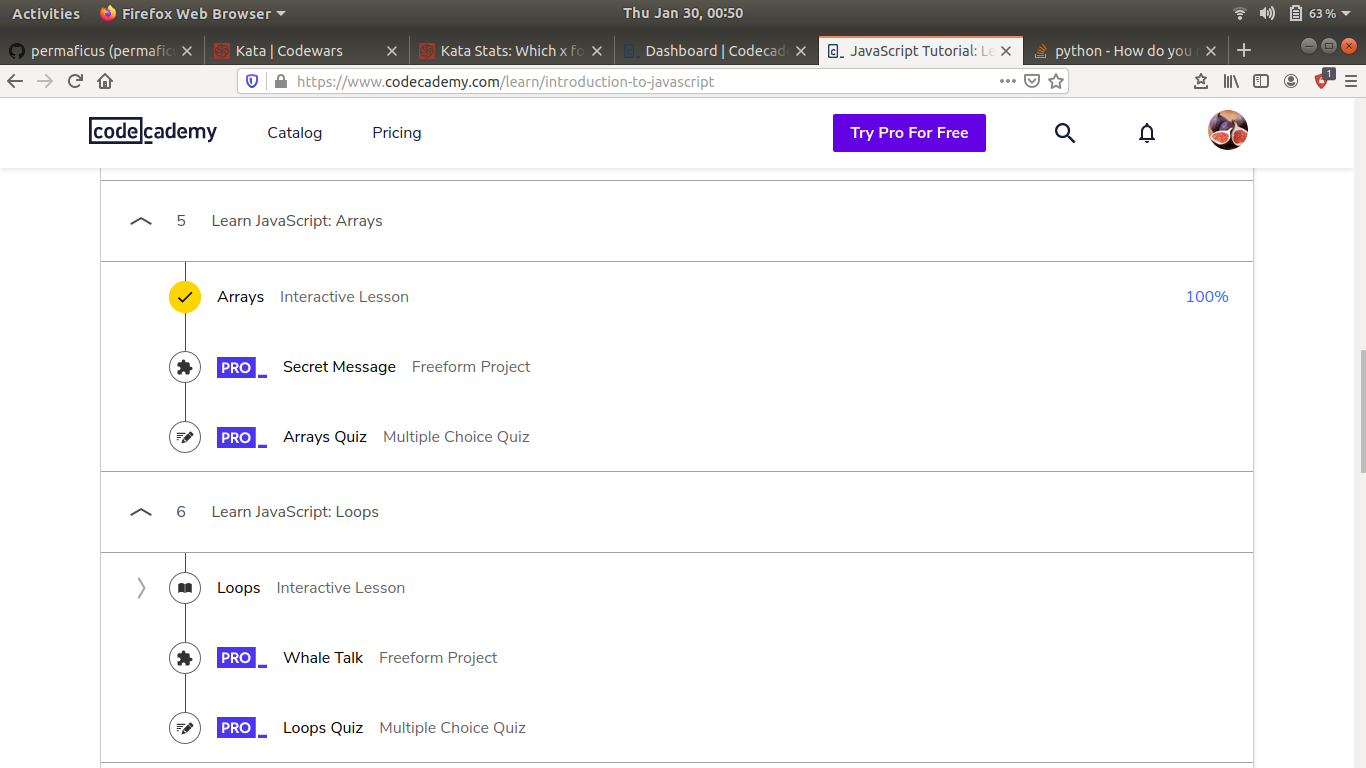 Activities Firefox Web Browser Thu Jan 30, 00:50 63 %
permaficus (permafic Kata | Codewars Kata Stats: Which x fo Dashboard | Codecad JavaScript Tutorial: Le python - How do you
https://www.codecademy.com/learn/introduction-to-javascript 1
codecademy Catalog Pricing Try Pro For Free
5 Learn JavaScript: Arrays
Arrays Interactive Lesson 100%
PRO Secret Message Freeform Project
PRO Arrays Quiz Multiple Choice Quiz
6 Learn JavaScript: Loops
Loops Interactive Lesson
PRO Whale Talk Freeform Project
PRO Loops Quiz Multiple Choice Quiz